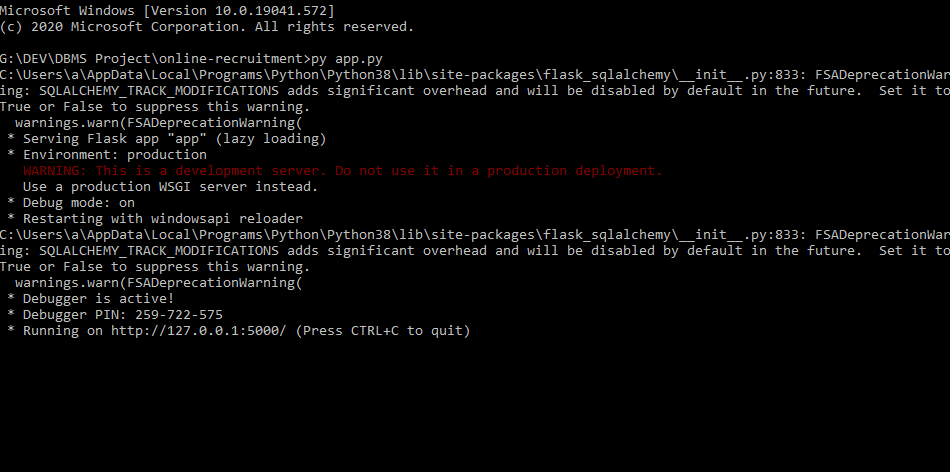 Microsoft Windows [Version 10.0.19041.572]
(c) 2020 Microsoft Corporation. All rights reserved.
G:\DEV\DBMS Project\online-recruitment>py app.py
C:\Users\a\AppData\Local\Programs\Python\Python38\lib\site-packages\flask_sqlalchemy\__init__.py:833: FSADeprecationWar
ing: SQLALCHEMY_TRACK_MODIFICATIONS adds significant overhead and will be disabled by default in the future.  Set it to
True or False to suppress this warning.
  warnings.warn(FSADeprecationWarning(
 * Serving Flask app "app" (lazy loading)
 * Environment: production
   WARNING: This is a development server. Do not use it in a production deployment.
   Use a production WSGI server instead.
 * Debug mode: on
 * Restarting with windowsapi reloader
C:\Users\a\AppData\Local\Programs\Python\Python38\lib\site-packages\flask_sqlalchemy\__init__.py:833: FSADeprecationWar
ing: SQLALCHEMY_TRACK_MODIFICATIONS adds significant overhead and will be disabled by default in the future.  Set it to
True or False to suppress this warning.
  warnings.warn(FSADeprecationWarning(
 * Debugger is active!
 * Debugger PIN: 259-722-575
 * Running on http://127.0.0.1:5000/ (Press CTRL+C to quit)